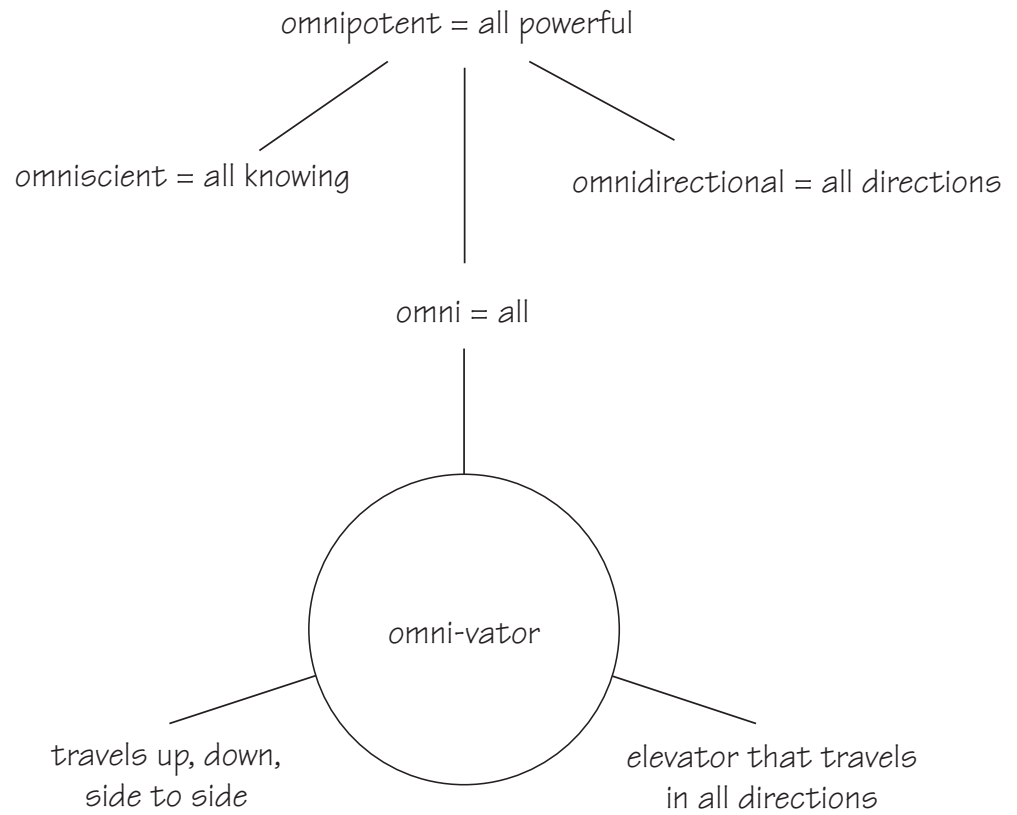 omnipotent = all powerful
omniscient = all knowing
omnidirectional = all directions
omni = all
omni-vator
travels up, down,
side to side
elevator that travels
in all directions